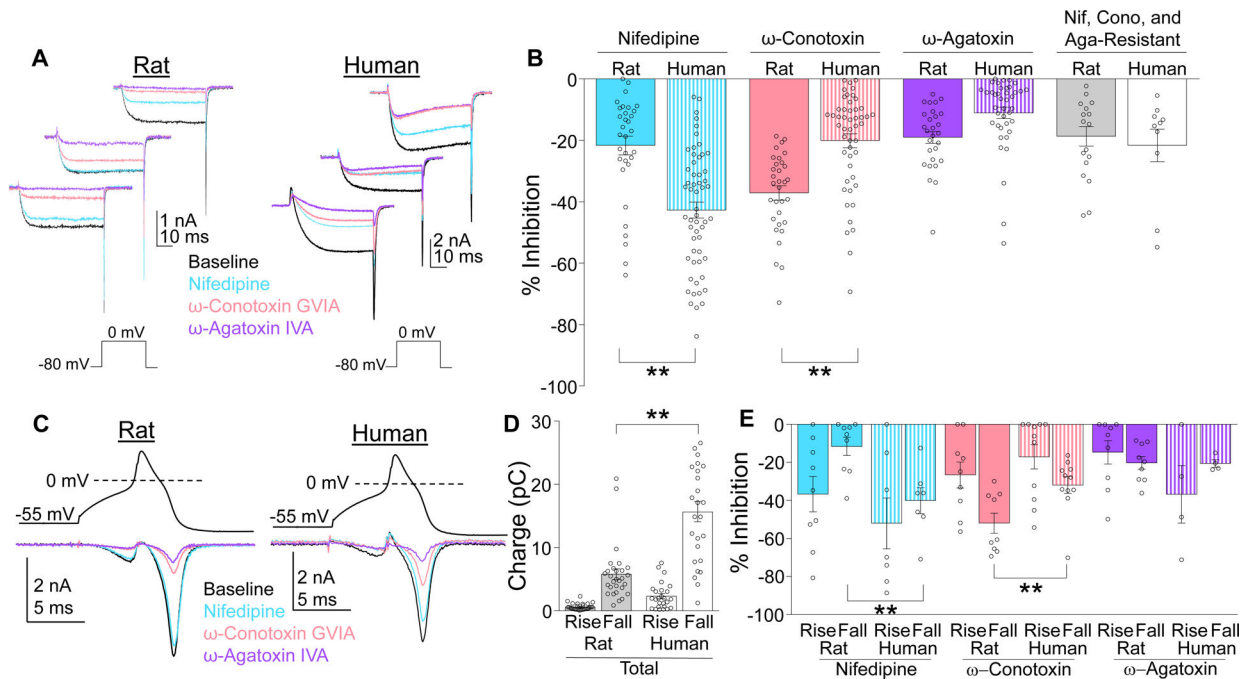 A
Rat
Human
1 nA
10 ms
2 nA
10 ms
Baseline
Nifedipine
ω-Conotoxin GVIA
ω-Agatoxin IVA
0 mV
-80 mV
0 mV
-80 mV
B
Nifedipine
ω-Conotoxin
ω-Agatoxin
Nif, Cono, and
Aga-Resistant
Rat Human Rat Human Rat Human Rat Human
% Inhibition
0
-20
-40
-60
-80
-100
** **
C
Rat
Human
0 mV
-55 mV
0 mV
-55 mV
2 nA
5 ms
2 nA
5 ms
Baseline
Nifedipine
ω-Conotoxin GVIA
ω-Agatoxin IVA
D
**
Charge (pC)
30
20
10
0
Rise Fall Rise Fall
Rat Human
Total
E
% Inhibition
0
-20
-40
-60
-80
-100
** **
Rise Fall Rise Fall Rise Fall Rise Fall Rise Fall Rise Fall
Rat Human Rat Human Rat Human
Nifedipine ω-Conotoxin ω-Agatoxin